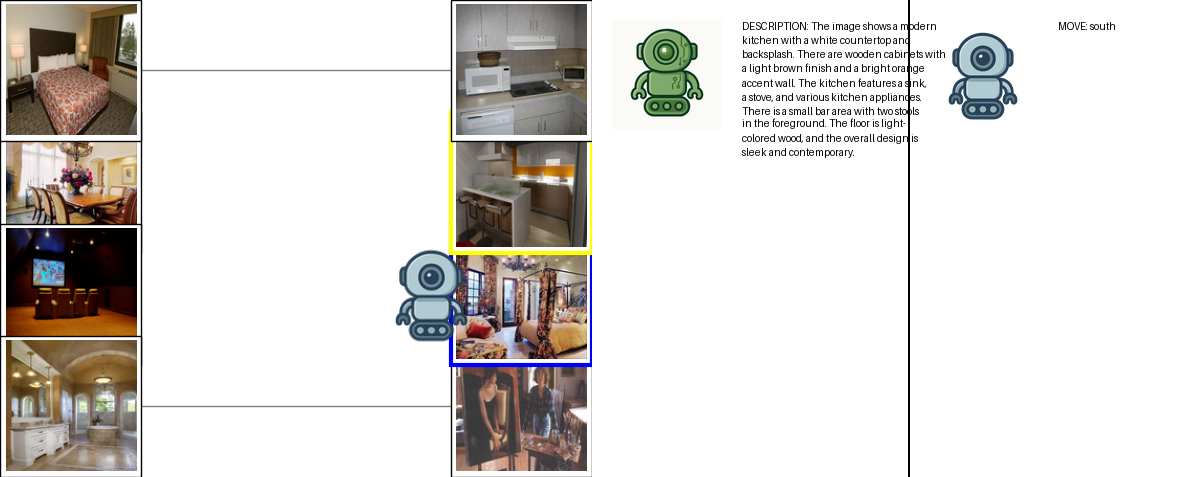 DESCRIPTION: The image shows a modern
kitchen with a white countertop and
backsplash. There are wooden cabinets with
a light brown finish and a bright orange
accent wall. The kitchen features a sink,
a stove, and various kitchen appliances.
There is a small bar area with two stools
in the foreground. The floor is light-
colored wood, and the overall design is
sleek and contemporary.
MOVE: south